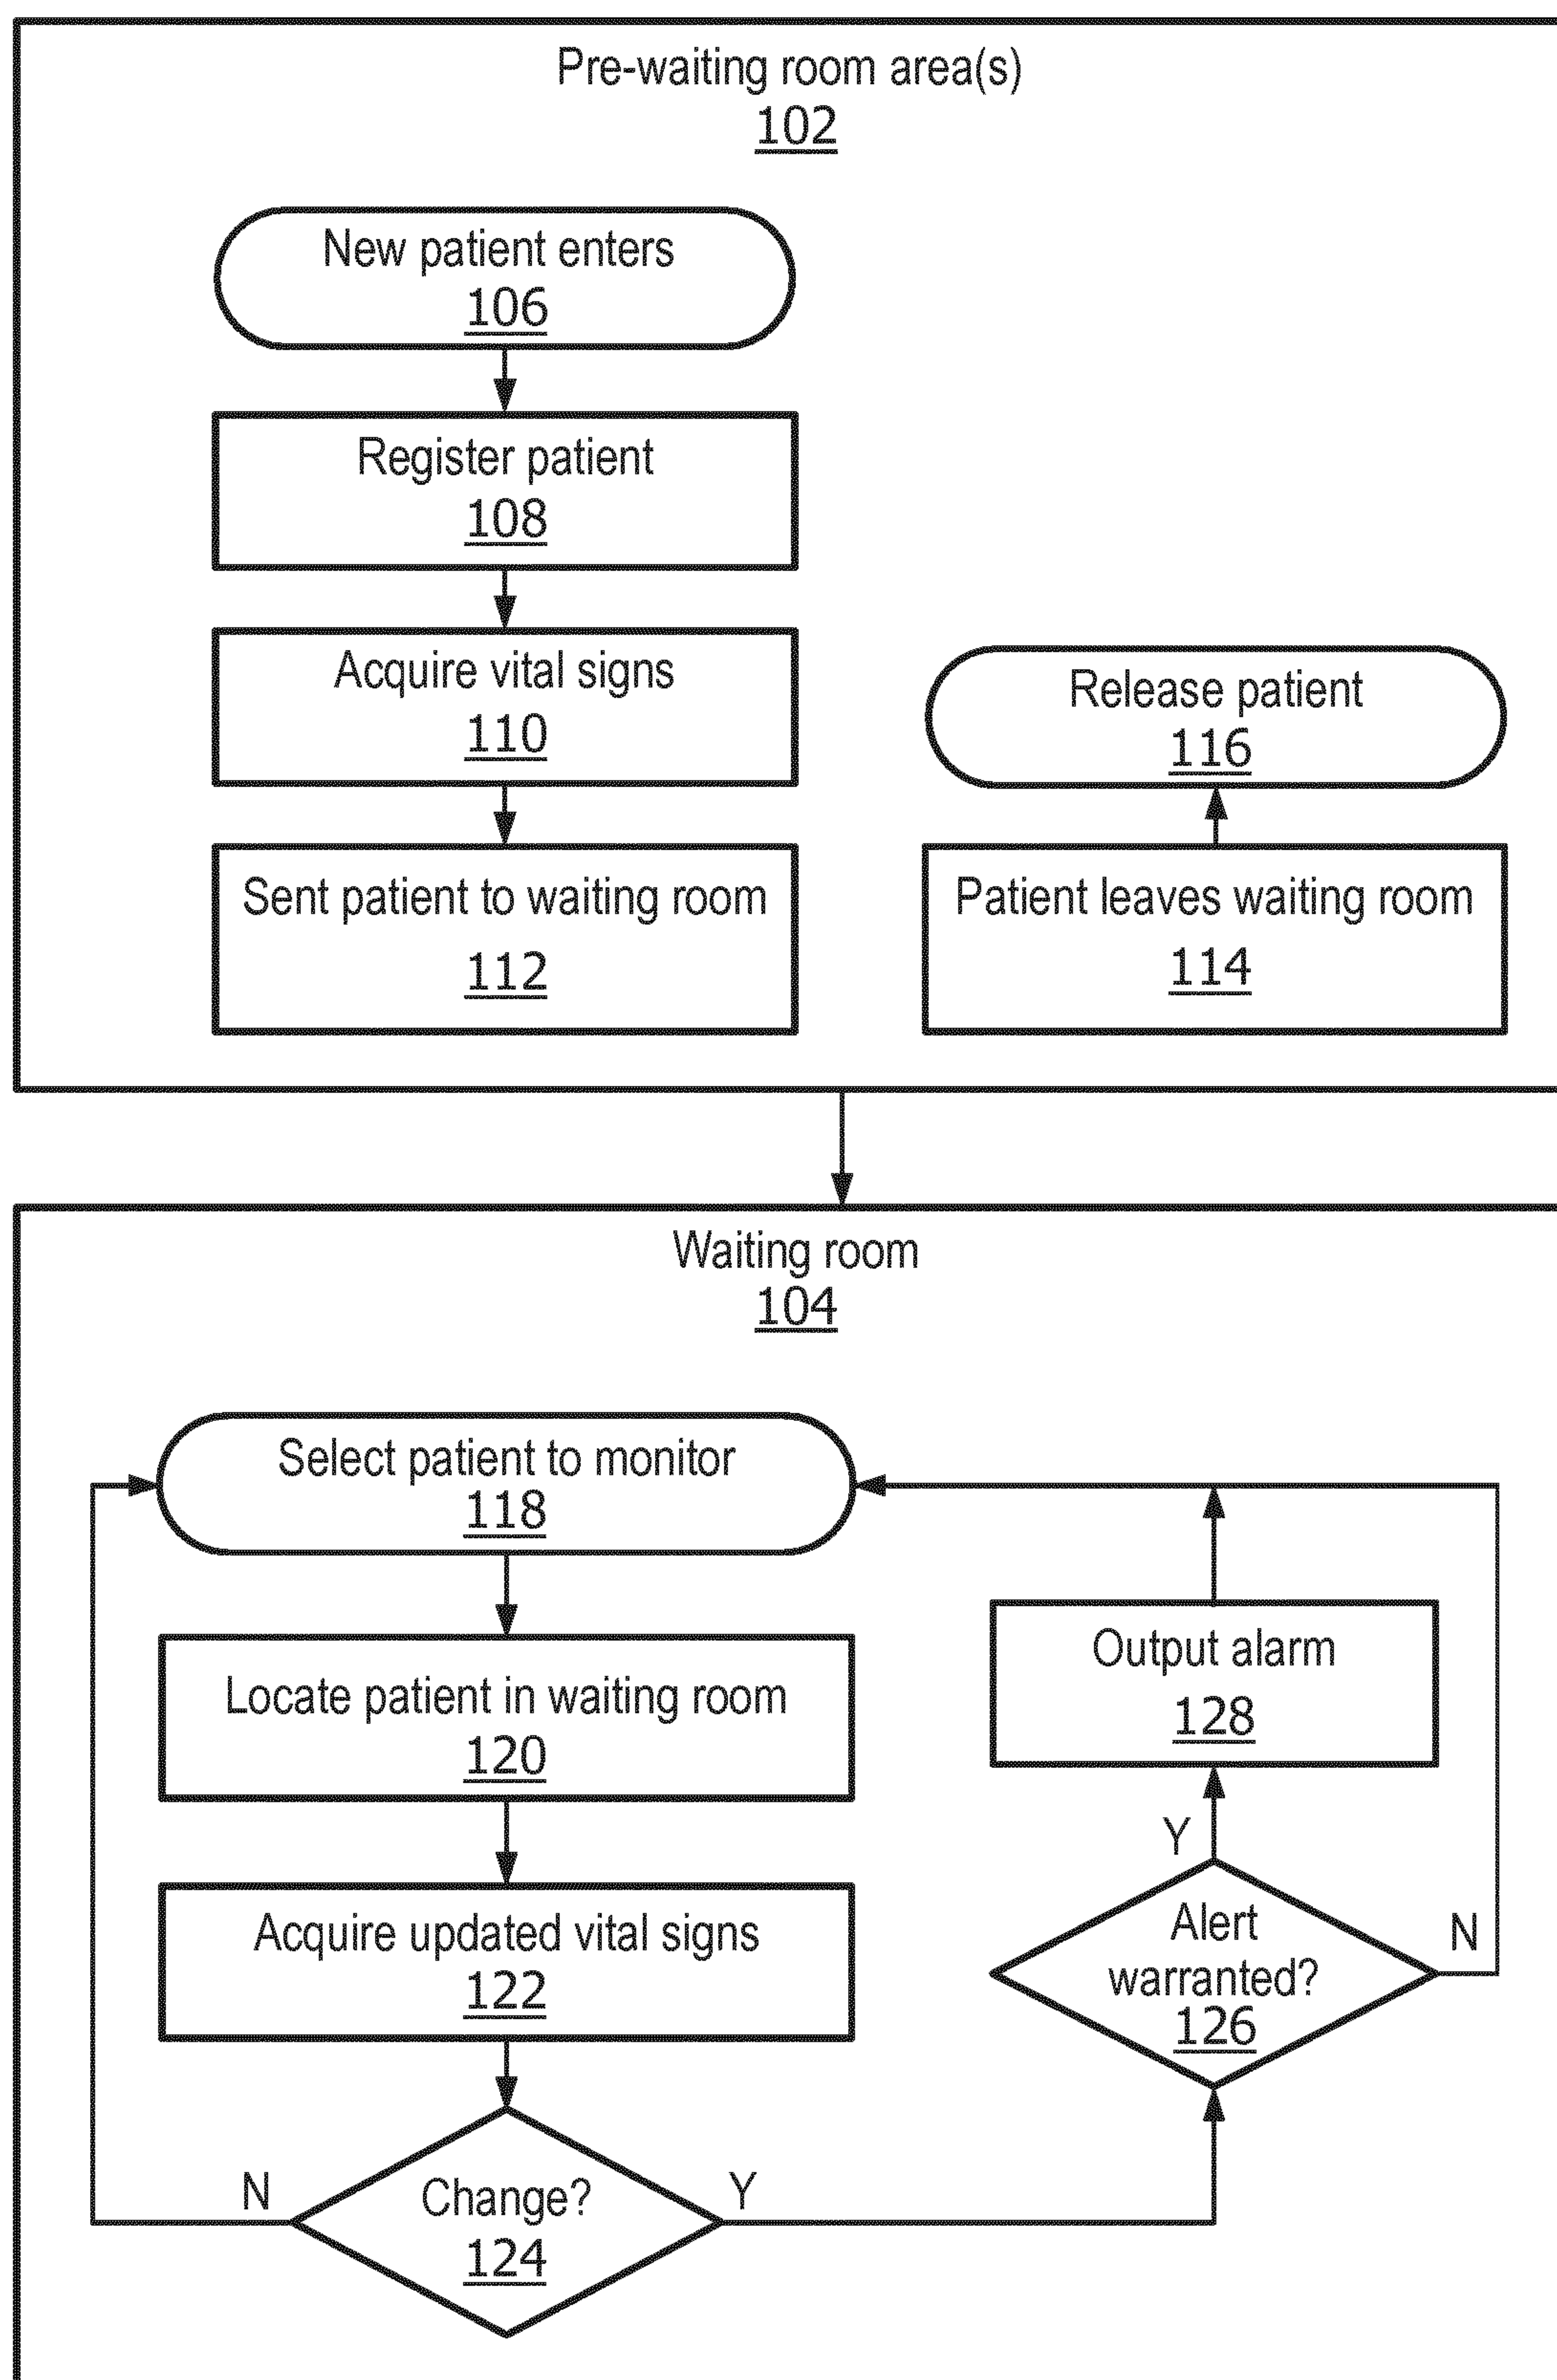 Pre-waiting room area(s)
102
New patient enters
106
Register patient
108
Acquire vital signs
110
Sent patient to waiting room
112
Release patient
116
Patient leaves waiting room
114
Waiting room
104
Select patient to monitor
118
Locate patient in waiting room
120
Acquire updated vital signs
122
Change?
124
N
Y
Output alarm
128
Y
Alert
warranted?
126
N